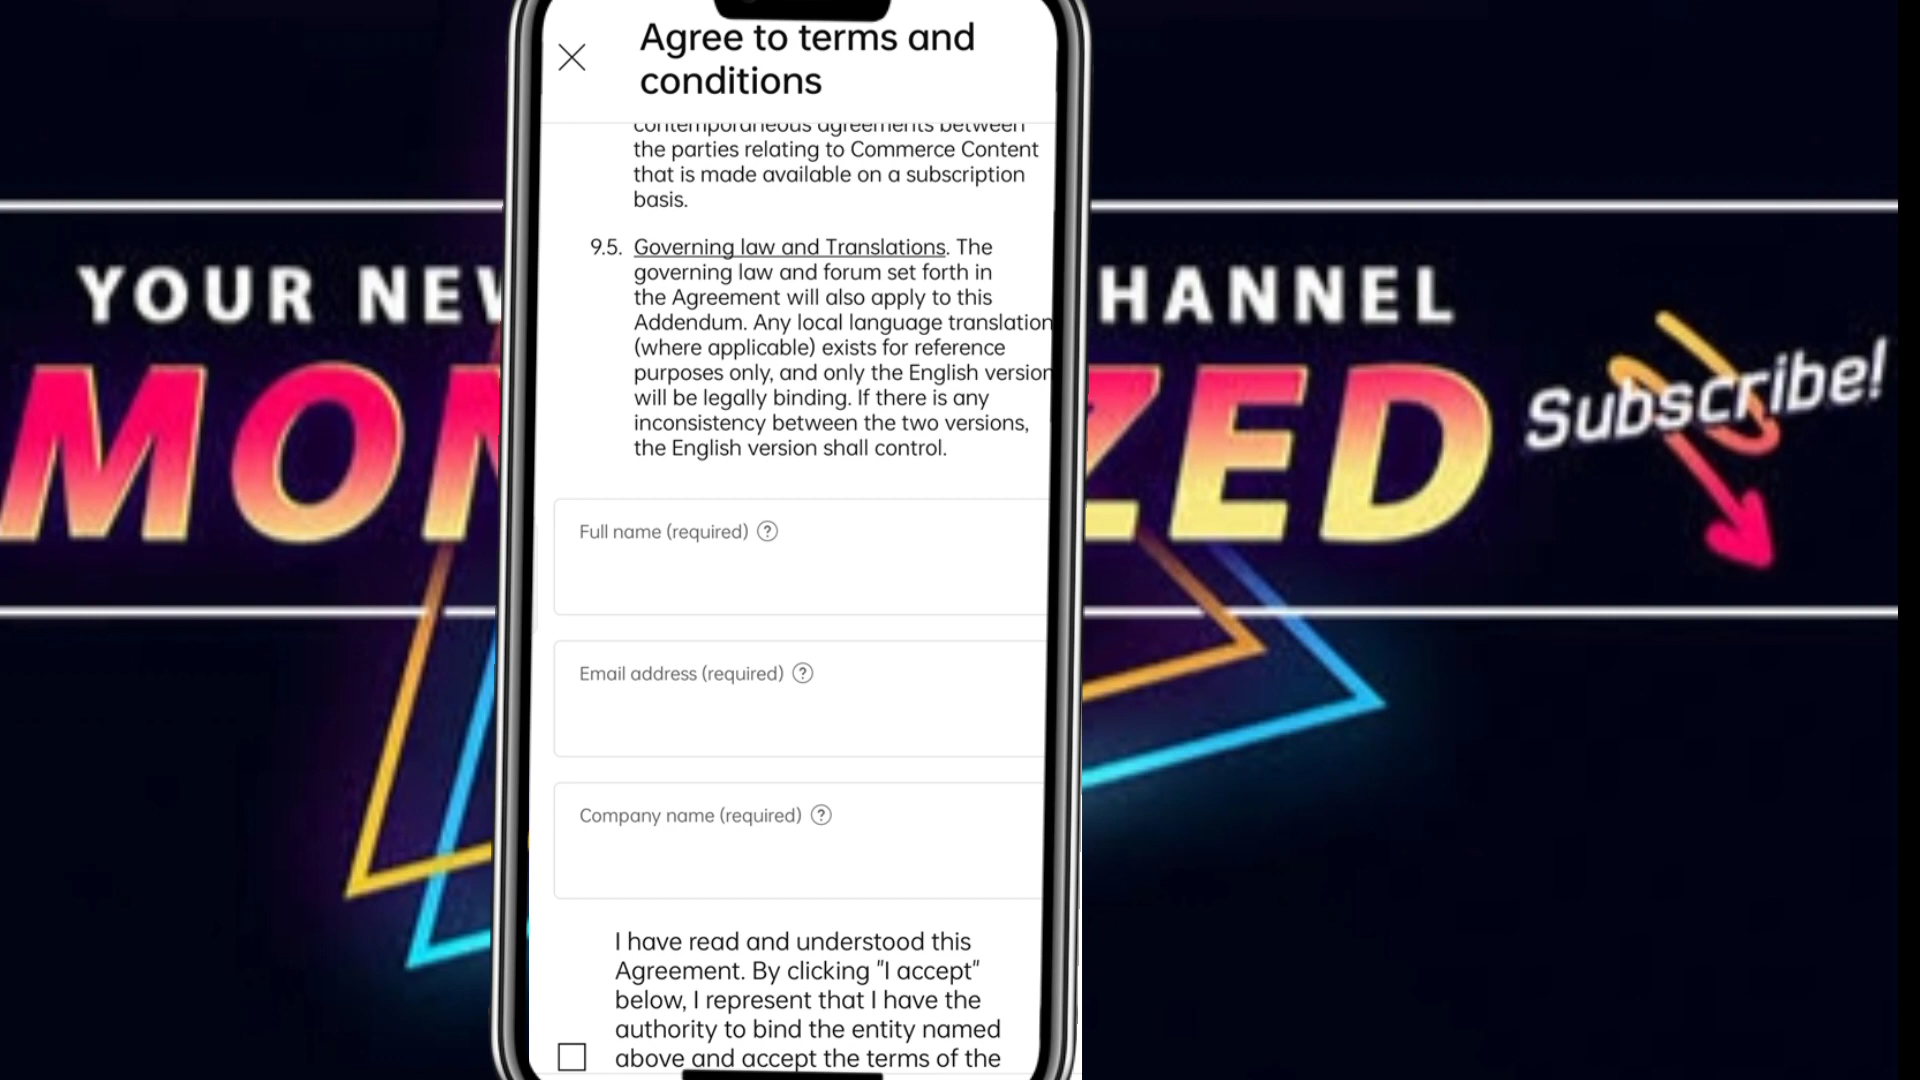 Agree to terms and
conditions
contemporaneous agreements between
the parties relating to Commerce Content
that is made available on a subscription
basis.
9.5. Governing law and Translations. The
governing law and forum set forth in
the Agreement will also apply to this
Addendum. Any local language translation
(where applicable) exists for reference
purposes only, and only the English version
will be legally binding. If there is any
inconsistency between the two versions,
the English version shall control.
Full name (required) ?
Email address (required) ?
Company name (required) ?
I have read and understood this
Agreement. By clicking "I accept"
below, I represent that I have the
authority to bind the entity named
above and accept the terms of the
YOUR NEW
HANNEL
MON
ZED
Subscribe!